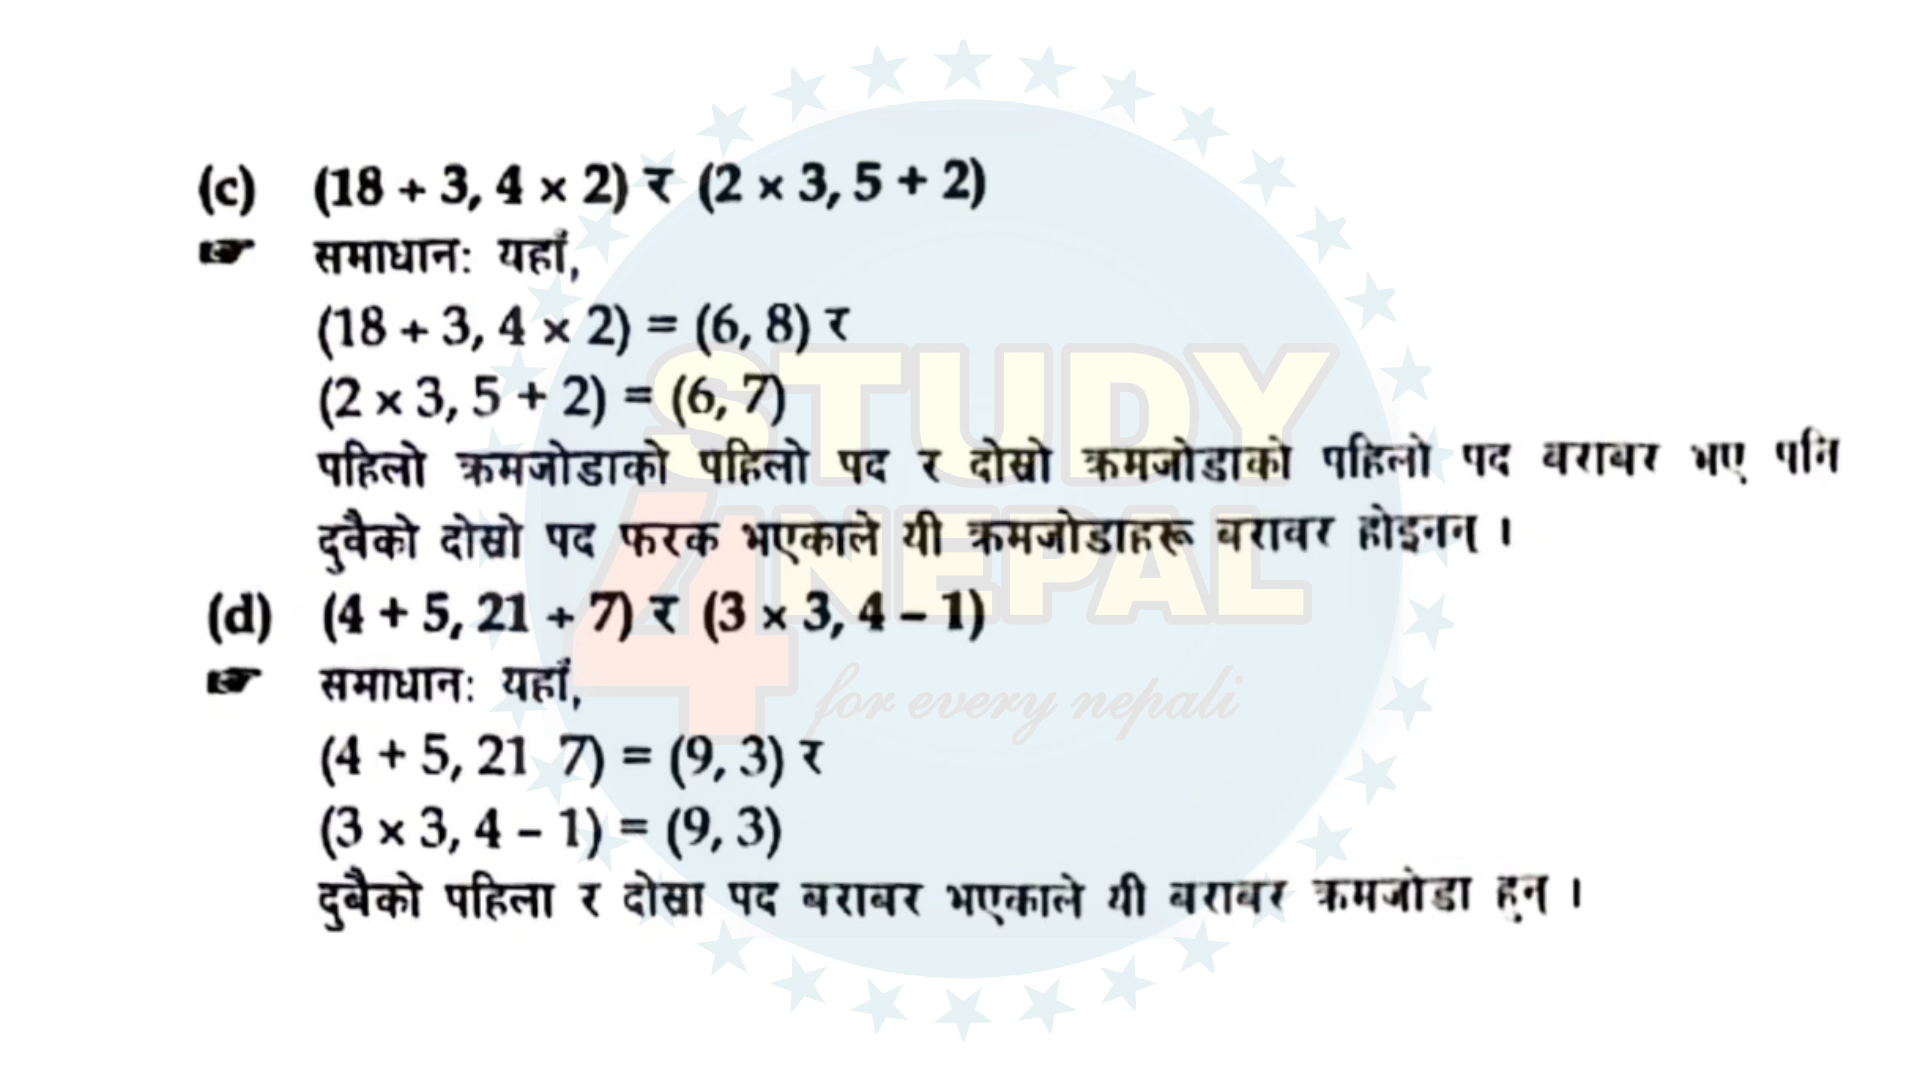 (c) (18 ÷ 3, 4 × 2) र (2 × 3, 5 + 2)
☞ समाधान: यहाँ,
(18 ÷ 3, 4 × 2) = (6, 8) र
(2 × 3, 5 + 2) = (6, 7)
पहिलो क्रमजोडाको पहिलो पद र दोस्रो क्रमजोडाको पहिलो पद बराबर भए पनि
दुवैको दोस्रो पद फरक भएकाले यी क्रमजोडाहरू बराबर होइनन् ।
(d) (4 + 5, 21 ÷ 7) र (3 × 3, 4 – 1)
☞ समाधान: यहाँ,
(4 + 5, 21 7) = (9, 3) र
(3 × 3, 4 – 1) = (9, 3)
दुबैको पहिला र दोस्रा पद बराबर भएकाले यी बराबर क्रमजोडा हुन् ।
STUDY
4 NEPAL
for every nepali